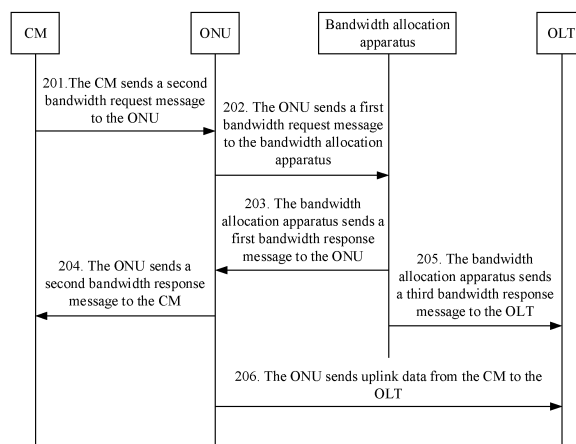 CM
ONU
Bandwidth allocation
apparatus
OLT
201.The CM sends a second
bandwidth request message
to the ONU
202. The ONU sends a first
bandwidth request message
to the bandwidth allocation
apparatus
203. The bandwidth
allocation apparatus sends a
first bandwidth response
message to the ONU
204. The ONU sends a
second bandwidth response
message to the CM
205. The bandwidth
allocation apparatus sends
a third bandwidth response
message to the OLT
206. The ONU sends uplink data from the CM to the
OLT